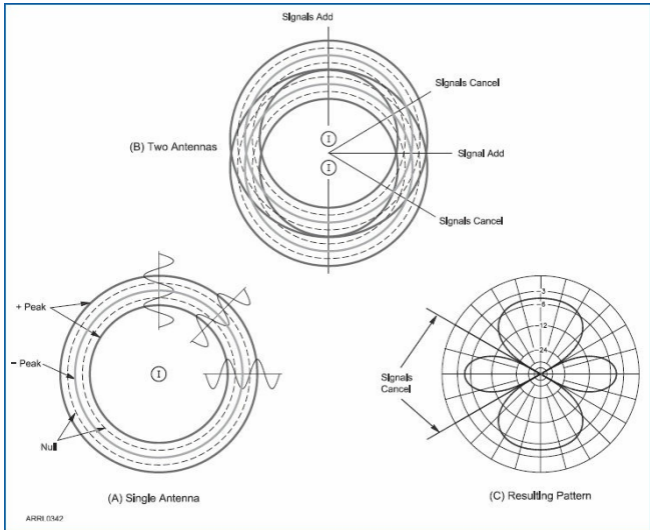 Signals Add
Signals Cancel
(B) Two Antennas
I
Signal Add
I
Signals Cancel
+ Peak
- Peak
I
Null
(A) Single Antenna
3
6
12
24
Signals
Cancel
(C) Resulting Pattern
ARRL0342